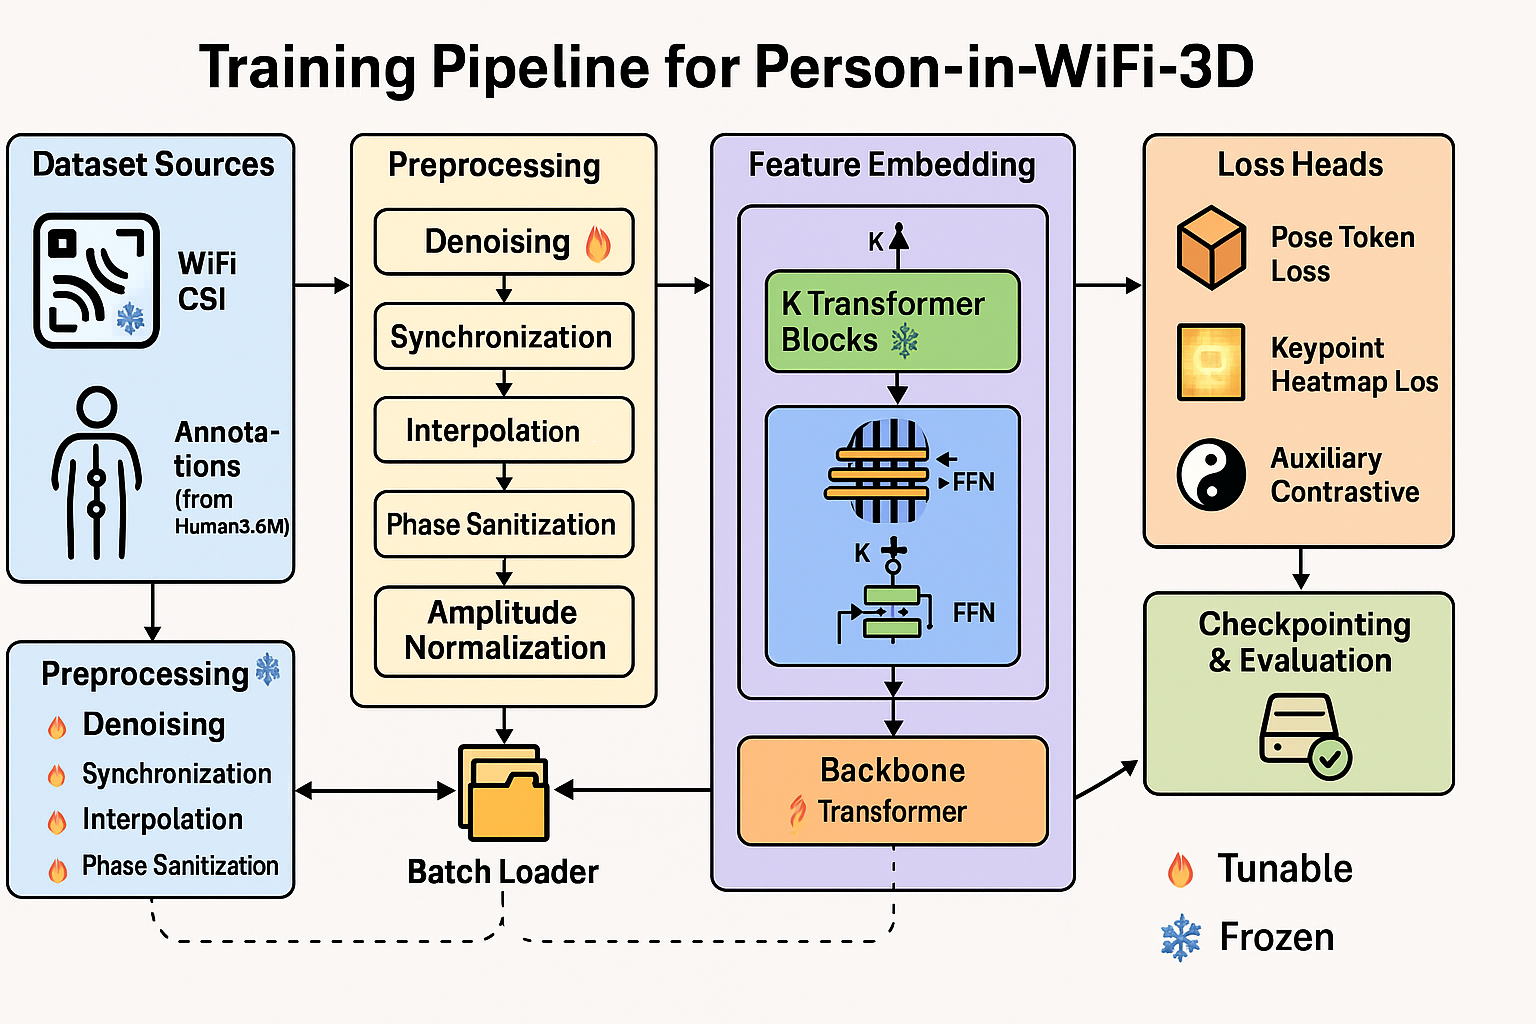 Training Pipeline for Person-in-WiFi-3D
Dataset Sources
WiFi
CSI
Annota-
tions
(from
Human3.6M)
Preprocessing
Denoising
Synchronization
Interpolation
Phase Sanitization
Preprocessing
Denoising
Synchronization
Interpolation
Phase Sanitization
Amplitude
Normalization
Batch Loader
Feature Embedding
K
K Transformer
Blocks
FFN
K
FFN
Backbone
Transformer
Loss Heads
Pose Token
Loss
Keypoint
Heatmap Los
Auxiliary
Contrastive
Checkpointing
& Evaluation
Tunable
Frozen